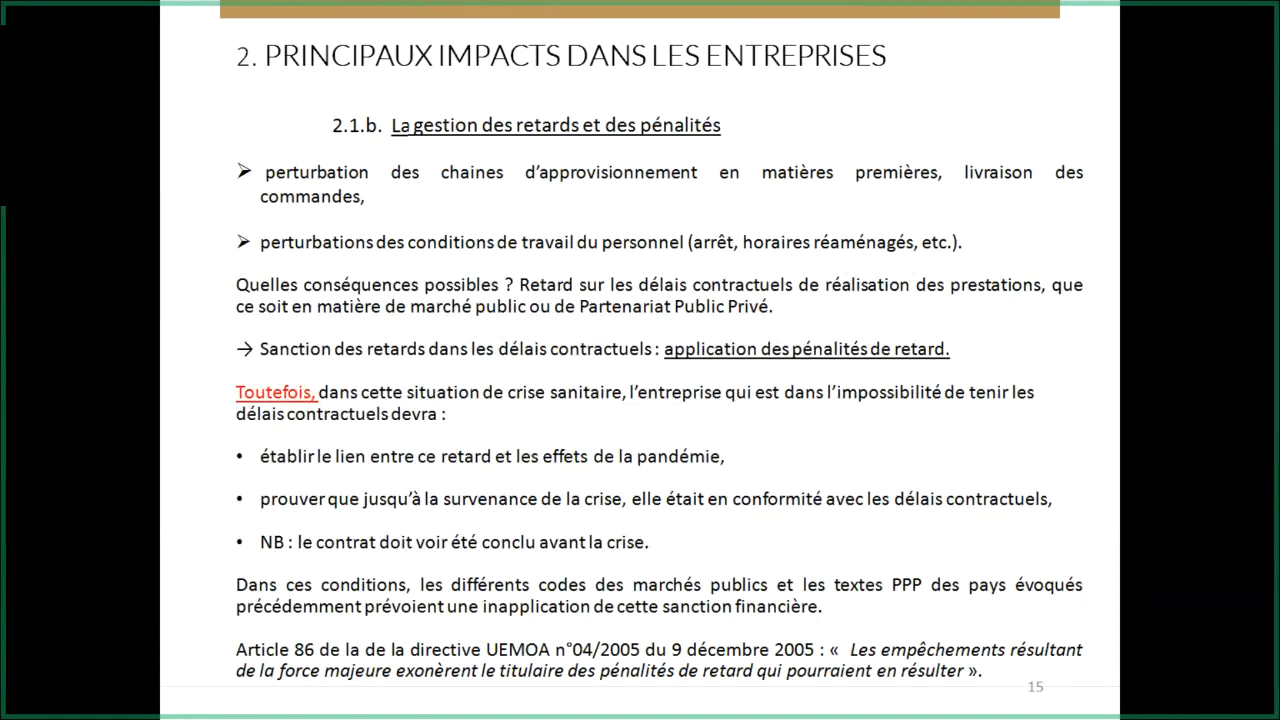 2. PRINCIPAUX IMPACTS DANS LES ENTREPRISES
2.1.b. La gestion des retards et des pénalités
➢ perturbation des chaines d’approvisionnement en matières premières, livraison des
commandes,
➢ perturbations des conditions de travail du personnel (arrêt, horaires réaménagés, etc.).
Quelles conséquences possibles ? Retard sur les délais contractuels de réalisation des prestations, que
ce soit en matière de marché public ou de Partenariat Public Privé.
→ Sanction des retards dans les délais contractuels : application des pénalités de retard.
Toutefois, dans cette situation de crise sanitaire, l’entreprise qui est dans l’impossibilité de tenir les
délais contractuels devra :
• établir le lien entre ce retard et les effets de la pandémie,
• prouver que jusqu’à la survenance de la crise, elle était en conformité avec les délais contractuels,
• NB : le contrat doit voir été conclu avant la crise.
Dans ces conditions, les différents codes des marchés publics et les textes PPP des pays évoqués
précédemment prévoient une inapplication de cette sanction financière.
Article 86 de la de la directive UEMOA n°04/2005 du 9 décembre 2005 : « Les empêchements résultant
de la force majeure exonèrent le titulaire des pénalités de retard qui pourraient en résulter ».
15